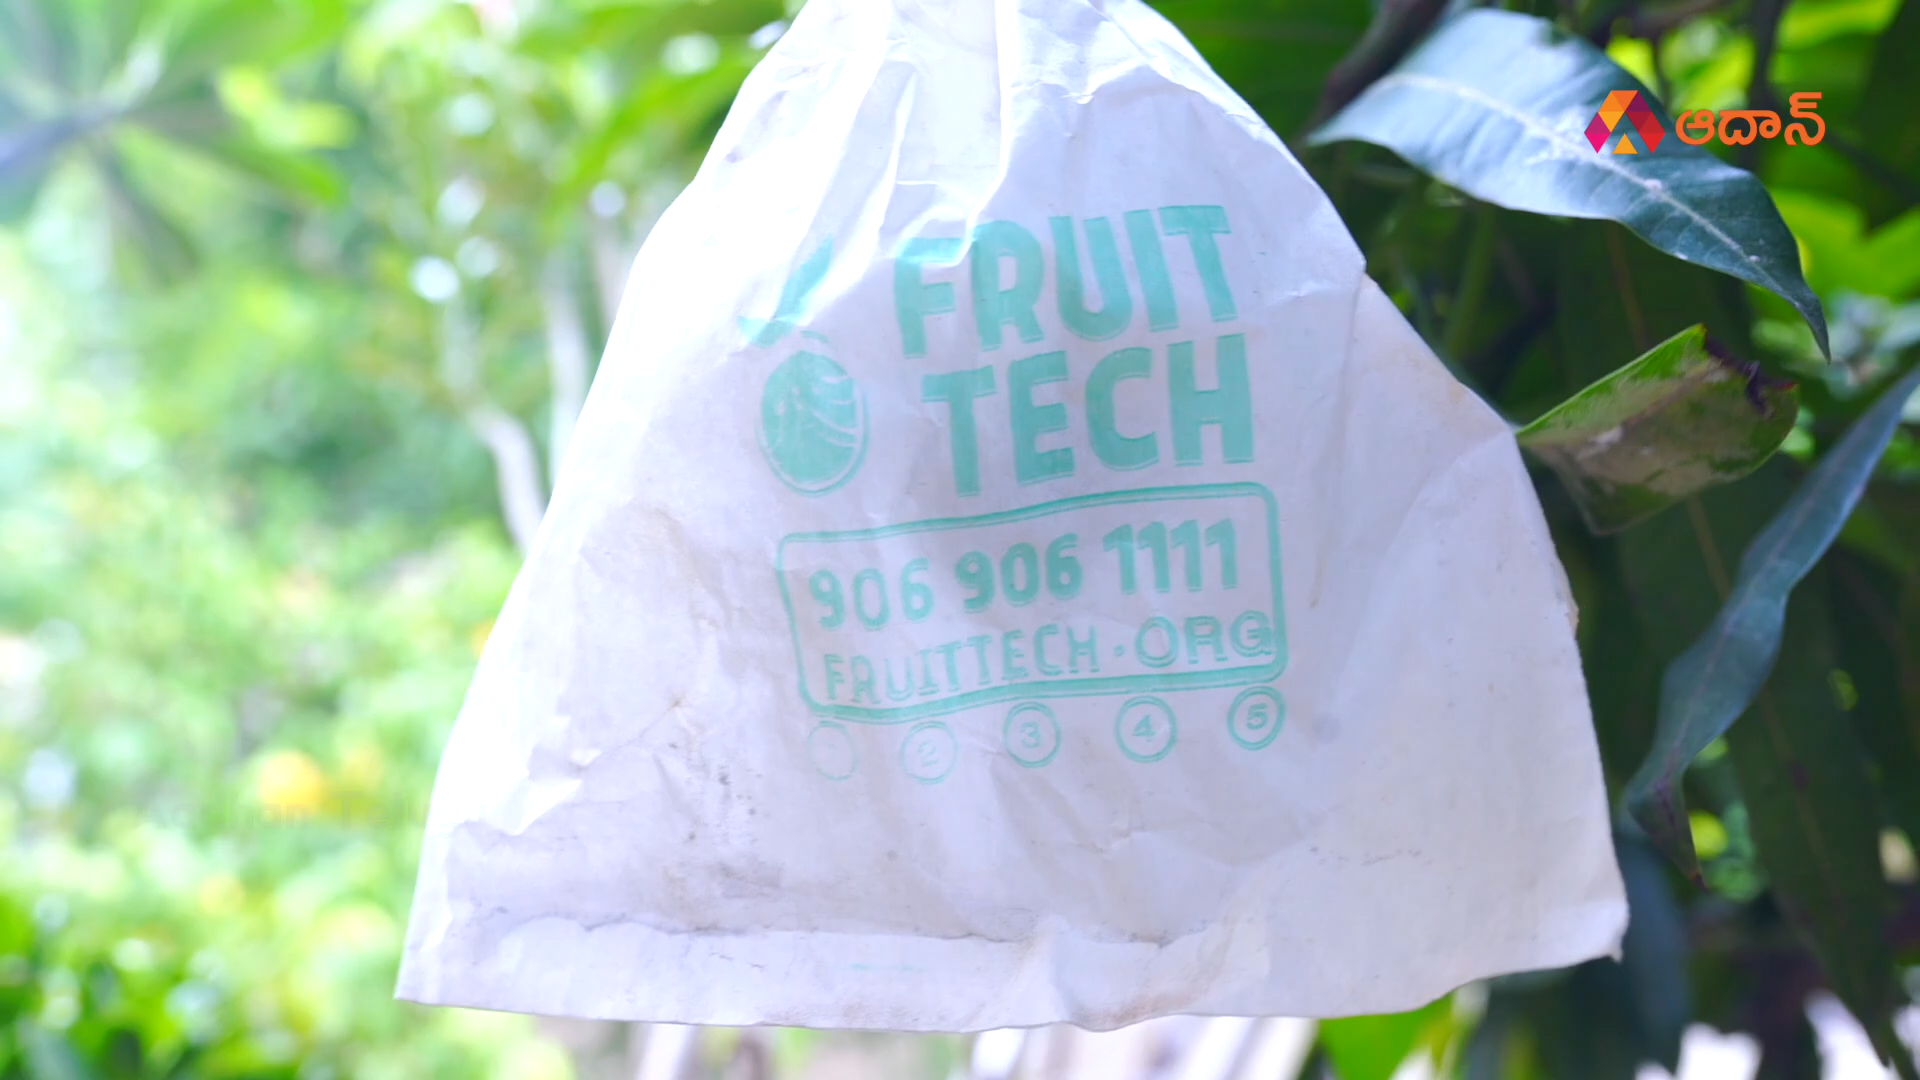 ఆదాన్
FRUIT
TECH
906 906 1111
FRUITTECH.ORG
2 3 4 5